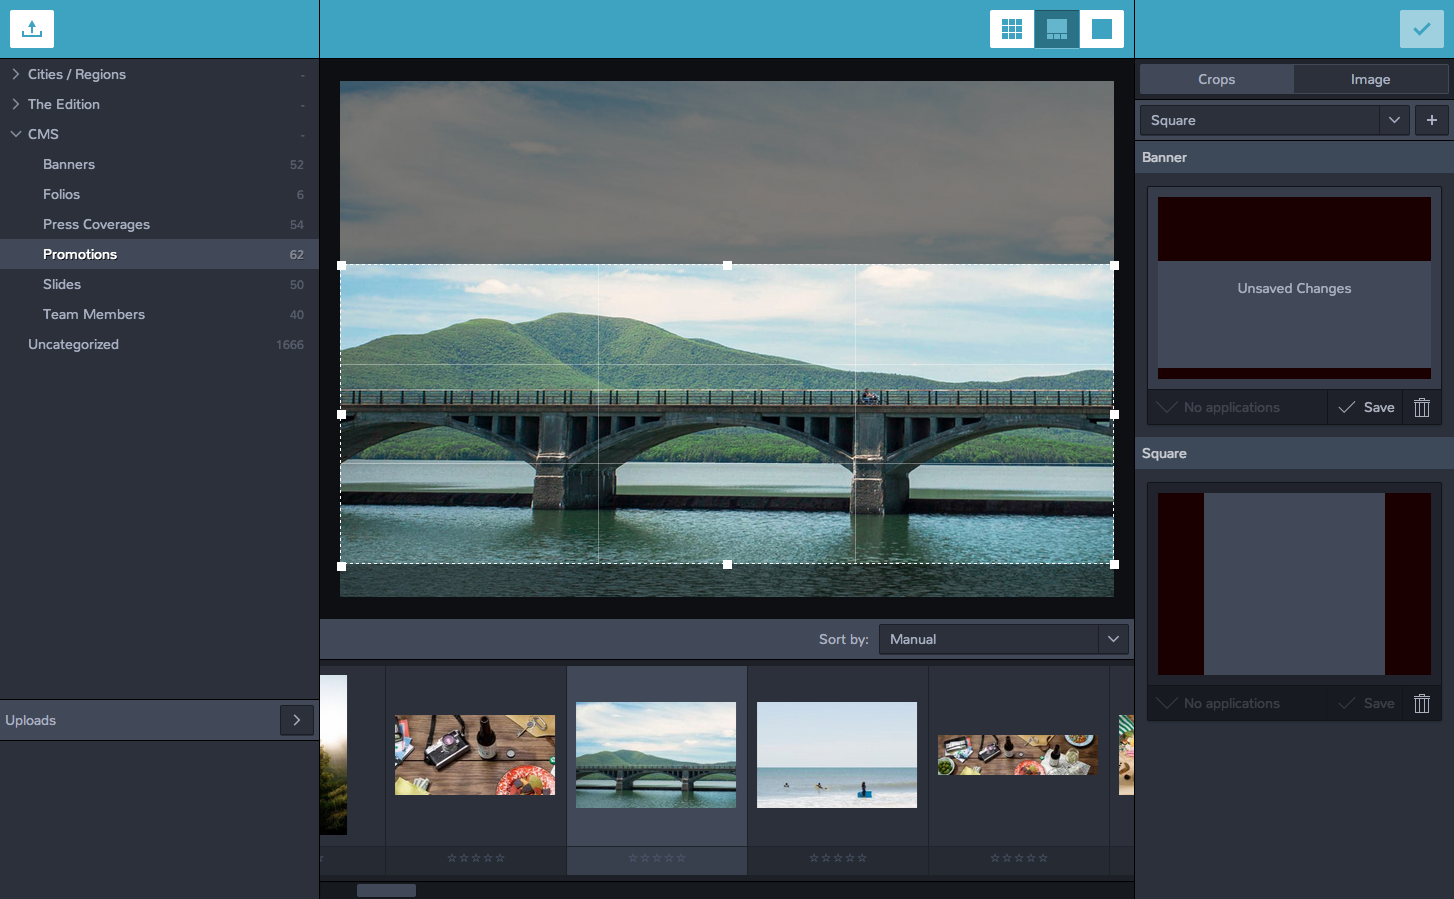 Cities / Regions -
The Edition -
CMS -
Banners 52
Folios 6
Press Coverages 54
Promotions 62
Slides 50
Team Members 40
Uncategorized 1666
Uploads
Sort by: Manual
Crops Image
Square
Banner
Unsaved Changes
No applications Save
Square
No applications Save